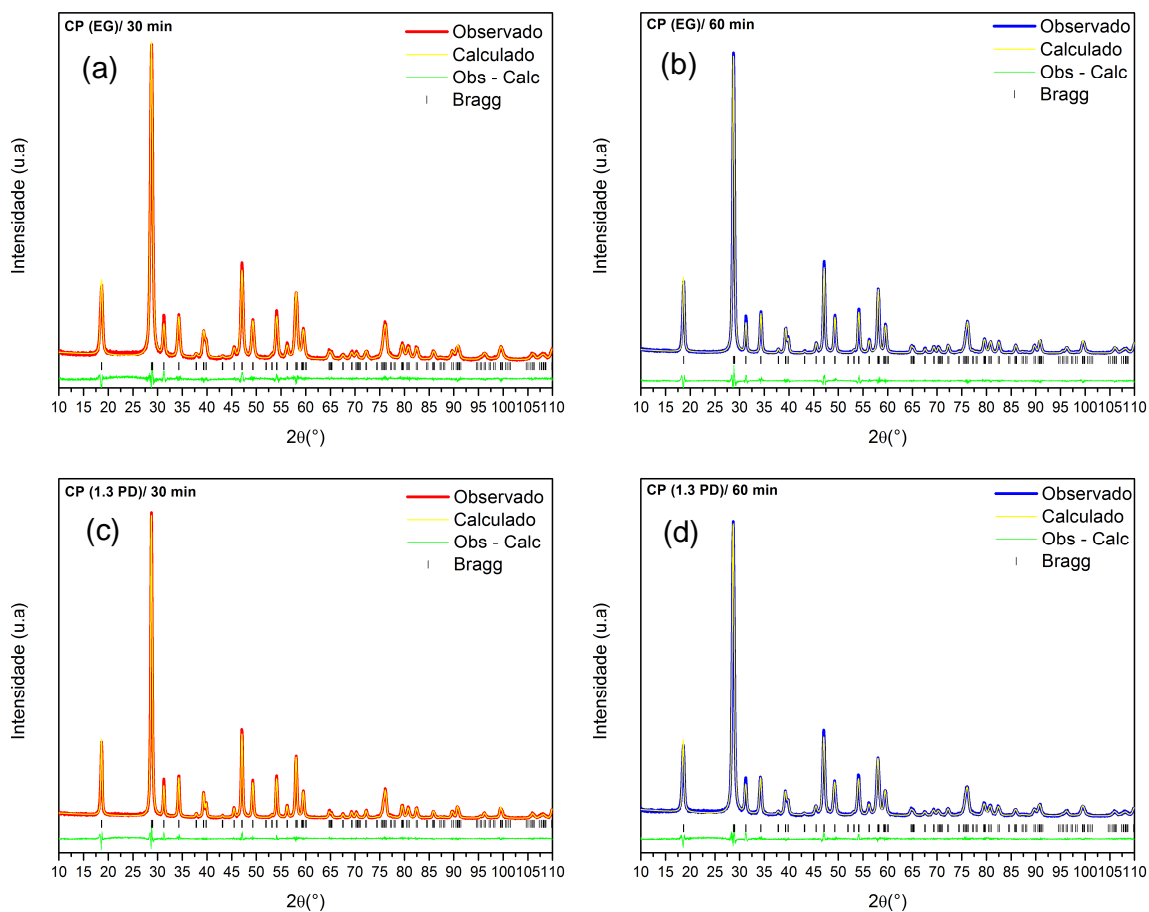 CP (EG)/ 30 min
(a)
Observado
Calculado
Obs - Calc
Bragg
Intensidade (u.a)
10 15 20 25 30 35 40 45 50 55 60 65 70 75 80 85 90 95 100105110
2θ(°)
CP (EG)/ 60 min
(b)
Observado
Calculado
Obs - Calc
Bragg
Intensidade (u.a)
10 15 20 25 30 35 40 45 50 55 60 65 70 75 80 85 90 95 100105110
2θ(°)
CP (1.3 PD)/ 30 min
(c)
Observado
Calculado
Obs - Calc
Bragg
Intensidade (u.a)
10 15 20 25 30 35 40 45 50 55 60 65 70 75 80 85 90 95 100105110
2θ(°)
CP (1.3 PD)/ 60 min
(d)
Observado
Calculado
Obs - Calc
Bragg
Intensidade (u.a)
10 15 20 25 30 35 40 45 50 55 60 65 70 75 80 85 90 95 100105110
2θ(°)